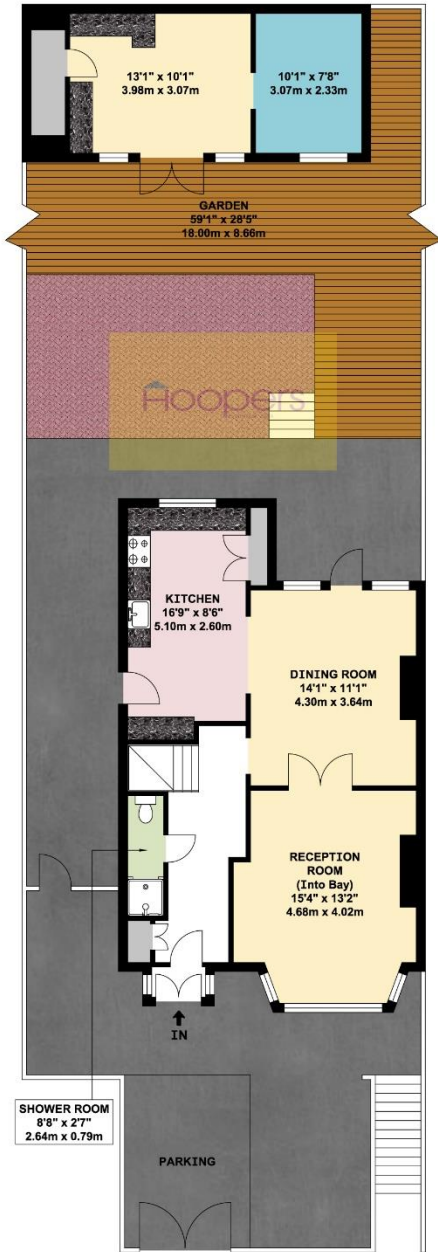 13'1" x 10'1"
3.98m x 3.07m
10'1" x 7'8"
3.07m x 2.33m
GARDEN
59'1" x 28'5"
18.00m x 8.66m
Hoopers
KITCHEN
16'9" x 8'6"
5.10m x 2.60m
DINING ROOM
14'1" x 11'1"
4.30m x 3.64m
RECEPTION
ROOM
(Into Bay)
15'4" x 13'2"
4.68m x 4.02m
IN
SHOWER ROOM
8'8" x 2'7"
2.64m x 0.79m
PARKING